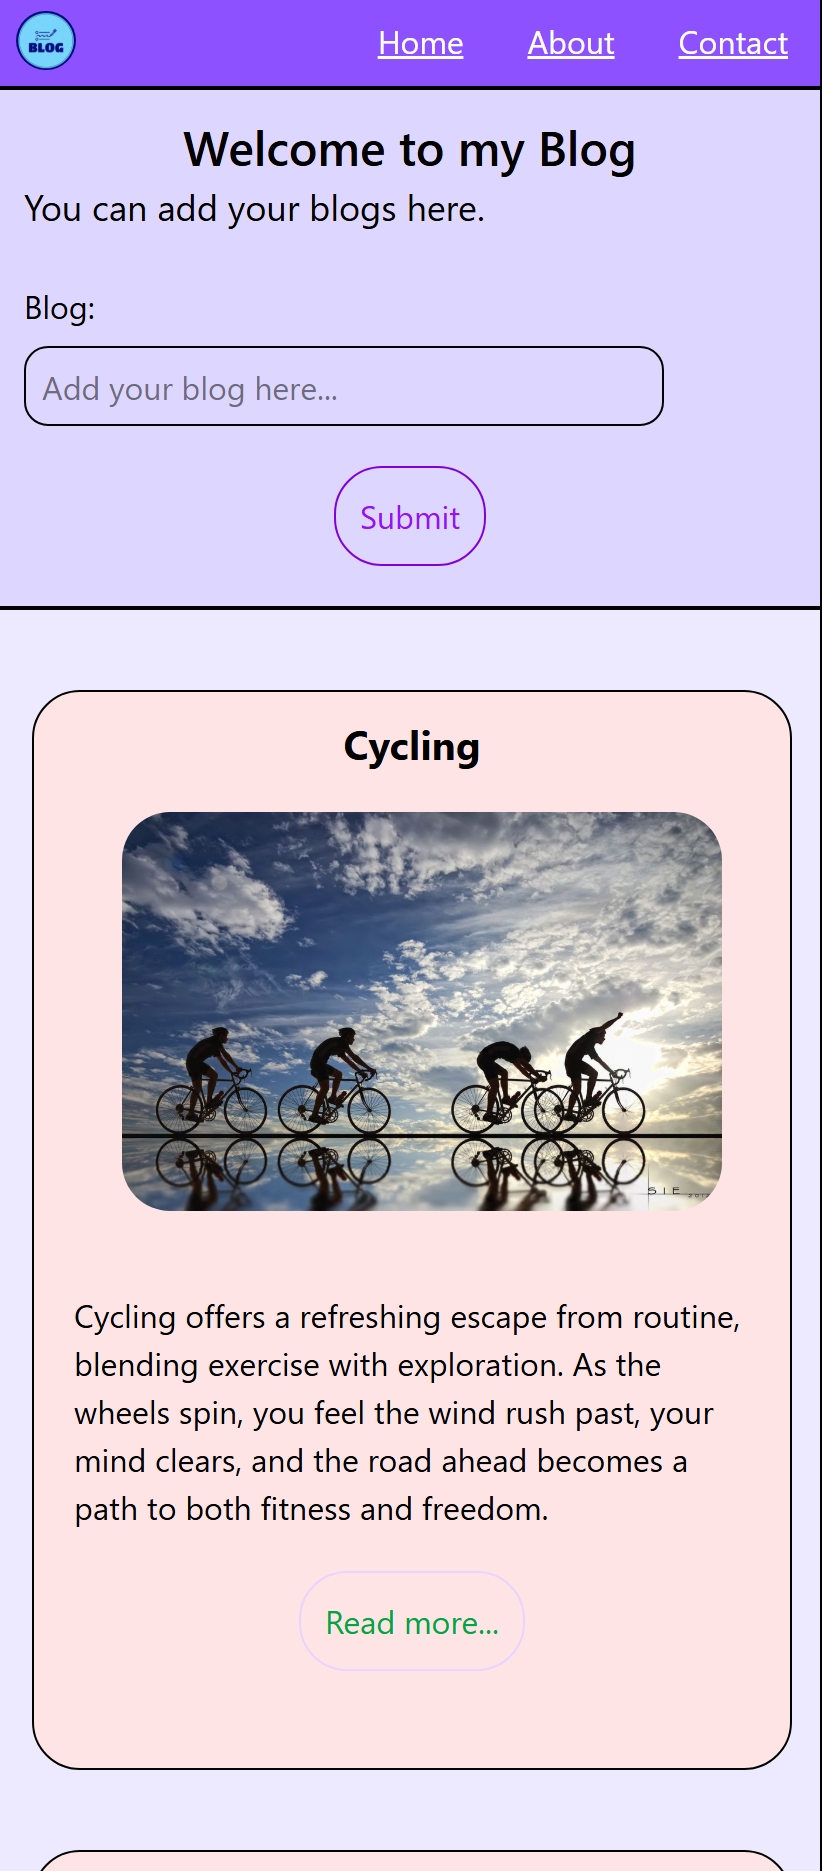 BLOG
Home About Contact
Welcome to my Blog
You can add your blogs here.
Blog:
Add your blog here...
Submit
Cycling
SIE 2017
Cycling offers a refreshing escape from routine,
blending exercise with exploration. As the
wheels spin, you feel the wind rush past, your
mind clears, and the road ahead becomes a
path to both fitness and freedom.
Read more...